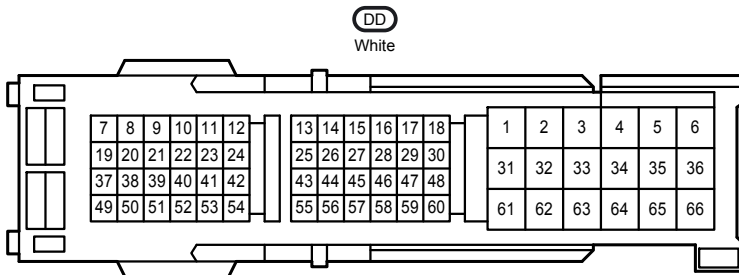 DD
White
7 8 9 10 11 12 13 14 15 16 17 18 1 2 3 4 5 6
19 20 21 22 23 24 25 26 27 28 29 30 31 32 33 34 35 36
37 38 39 40 41 42 43 44 45 46 47 48
49 50 51 52 53 54 55 56 57 58 59 60 61 62 63 64 65 66